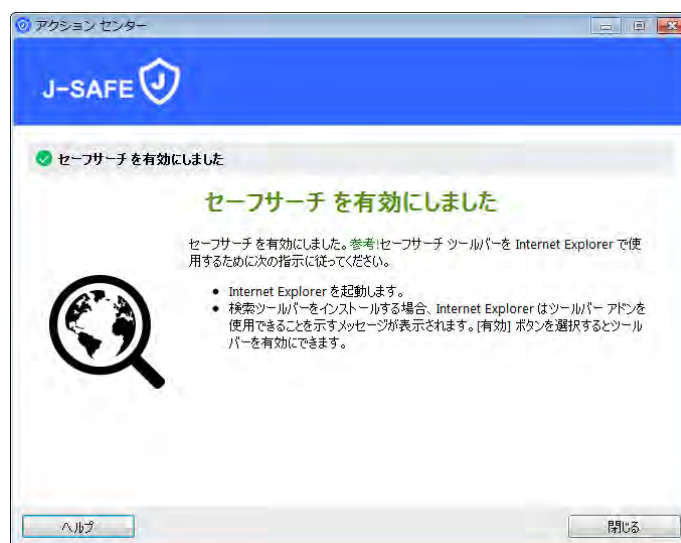 アクション センター
J-SAFE J
セーフサーチ を有効にしました
セーフサーチ を有効にしました
セーフサーチ を有効にしました。参考:セーフサーチ ツールバーを Internet Explorer で使
用するために次の指示に従ってください。
• Internet Explorer を起動します。
• 検索ツールバーをインストールする場合、Internet Explorer はツールバー アドンを
使用できることを示すメッセージが表示されます。[有効] ボタンを選択するとツール
バーを有効にできます。
ヘルプ
閉じる